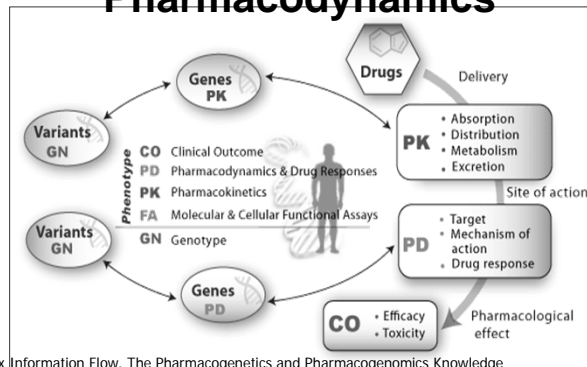 Pharmacodynamics
Drugs
Delivery
Genes
PK
Variants
GN
PK
• Absorption
• Distribution
• Metabolism
• Excretion
Phenotype
CO Clinical Outcome
PD Pharmacodynamics & Drug Responses
PK Pharmacokinetics
FA Molecular & Cellular Functional Assays
GN Genotype
Site of action
Variants
GN
PD
• Target
• Mechanism of
action
• Drug response
Genes
PD
CO
• Efficacy
• Toxicity
Pharmacological
effect
x Information Flow. The Pharmacogenetics and Pharmacogenomics Knowledge